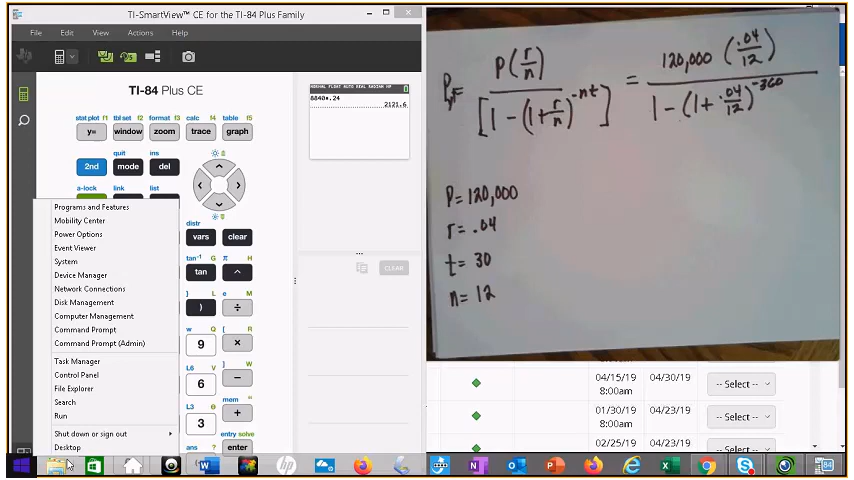 TI-SmartView™ CE for the TI-84 Plus Family
File Edit View Actions Help
TI-84 Plus CE
NORMAL FLOAT AUTO REAL RADIAN MP
8840*.24
2121.6
stat plot f1 tblset f2 format f3 calc f4 table f5
y= window zoom trace graph
quit ins
2nd mode del
a-lock link list
distr
vars clear
tan⁻¹ G π H
tan ^
} L e M
) ÷
w Q [ R
9 ×
L6 V ] W
6 −
L3 θ mem "
3 +
ans ? entry solve
enter
CLEAR
Programs and Features
Mobility Center
Power Options
Event Viewer
System
Device Manager
Network Connections
Disk Management
Computer Management
Command Prompt
Command Prompt (Admin)
Task Manager
Control Panel
File Explorer
Search
Run
Shut down or sign out
Desktop
Pymt = P(r/n) / [1 - (1 + r/n)^-nt] = 120,000 (.04/12) / 1 - (1 + .04/12)^-360
P = 120,000
r = .04
t = 30
n = 12
8:00am
04/15/19 04/30/19 -- Select --
8:00am
01/30/19 04/23/19 -- Select --
8:00am
02/25/19 04/23/19 -- Select --